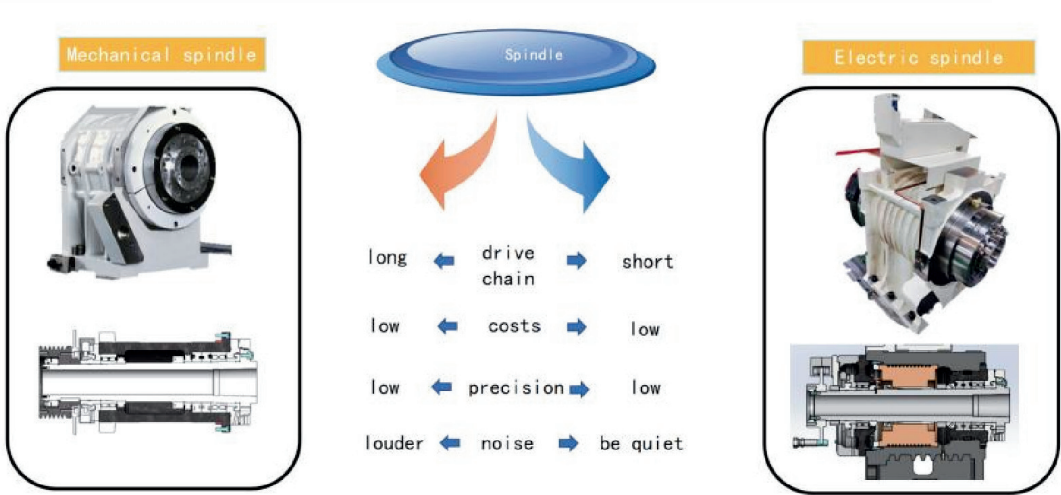 Mechanical spindle
Spindle
Electric spindle
long
drive
chain
short
low
costs
low
low
precision
low
louder
noise
be quiet